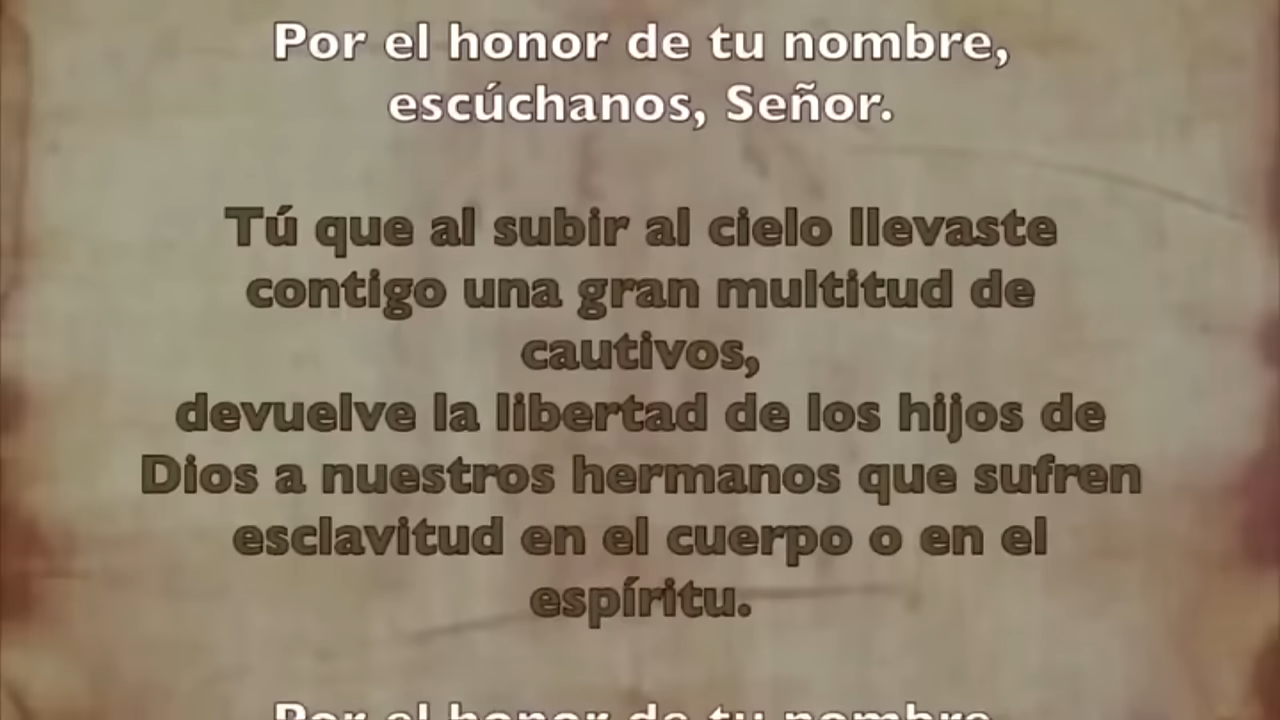 Por el honor de tu nombre,
escúchanos, Señor.
Tú que al subir al cielo llevaste
contigo una gran multitud de
cautivos,
devuelve la libertad de los hijos de
Dios a nuestros hermanos que sufren
esclavitud en el cuerpo o en el
espíritu.
Por el honor de tu nombre,